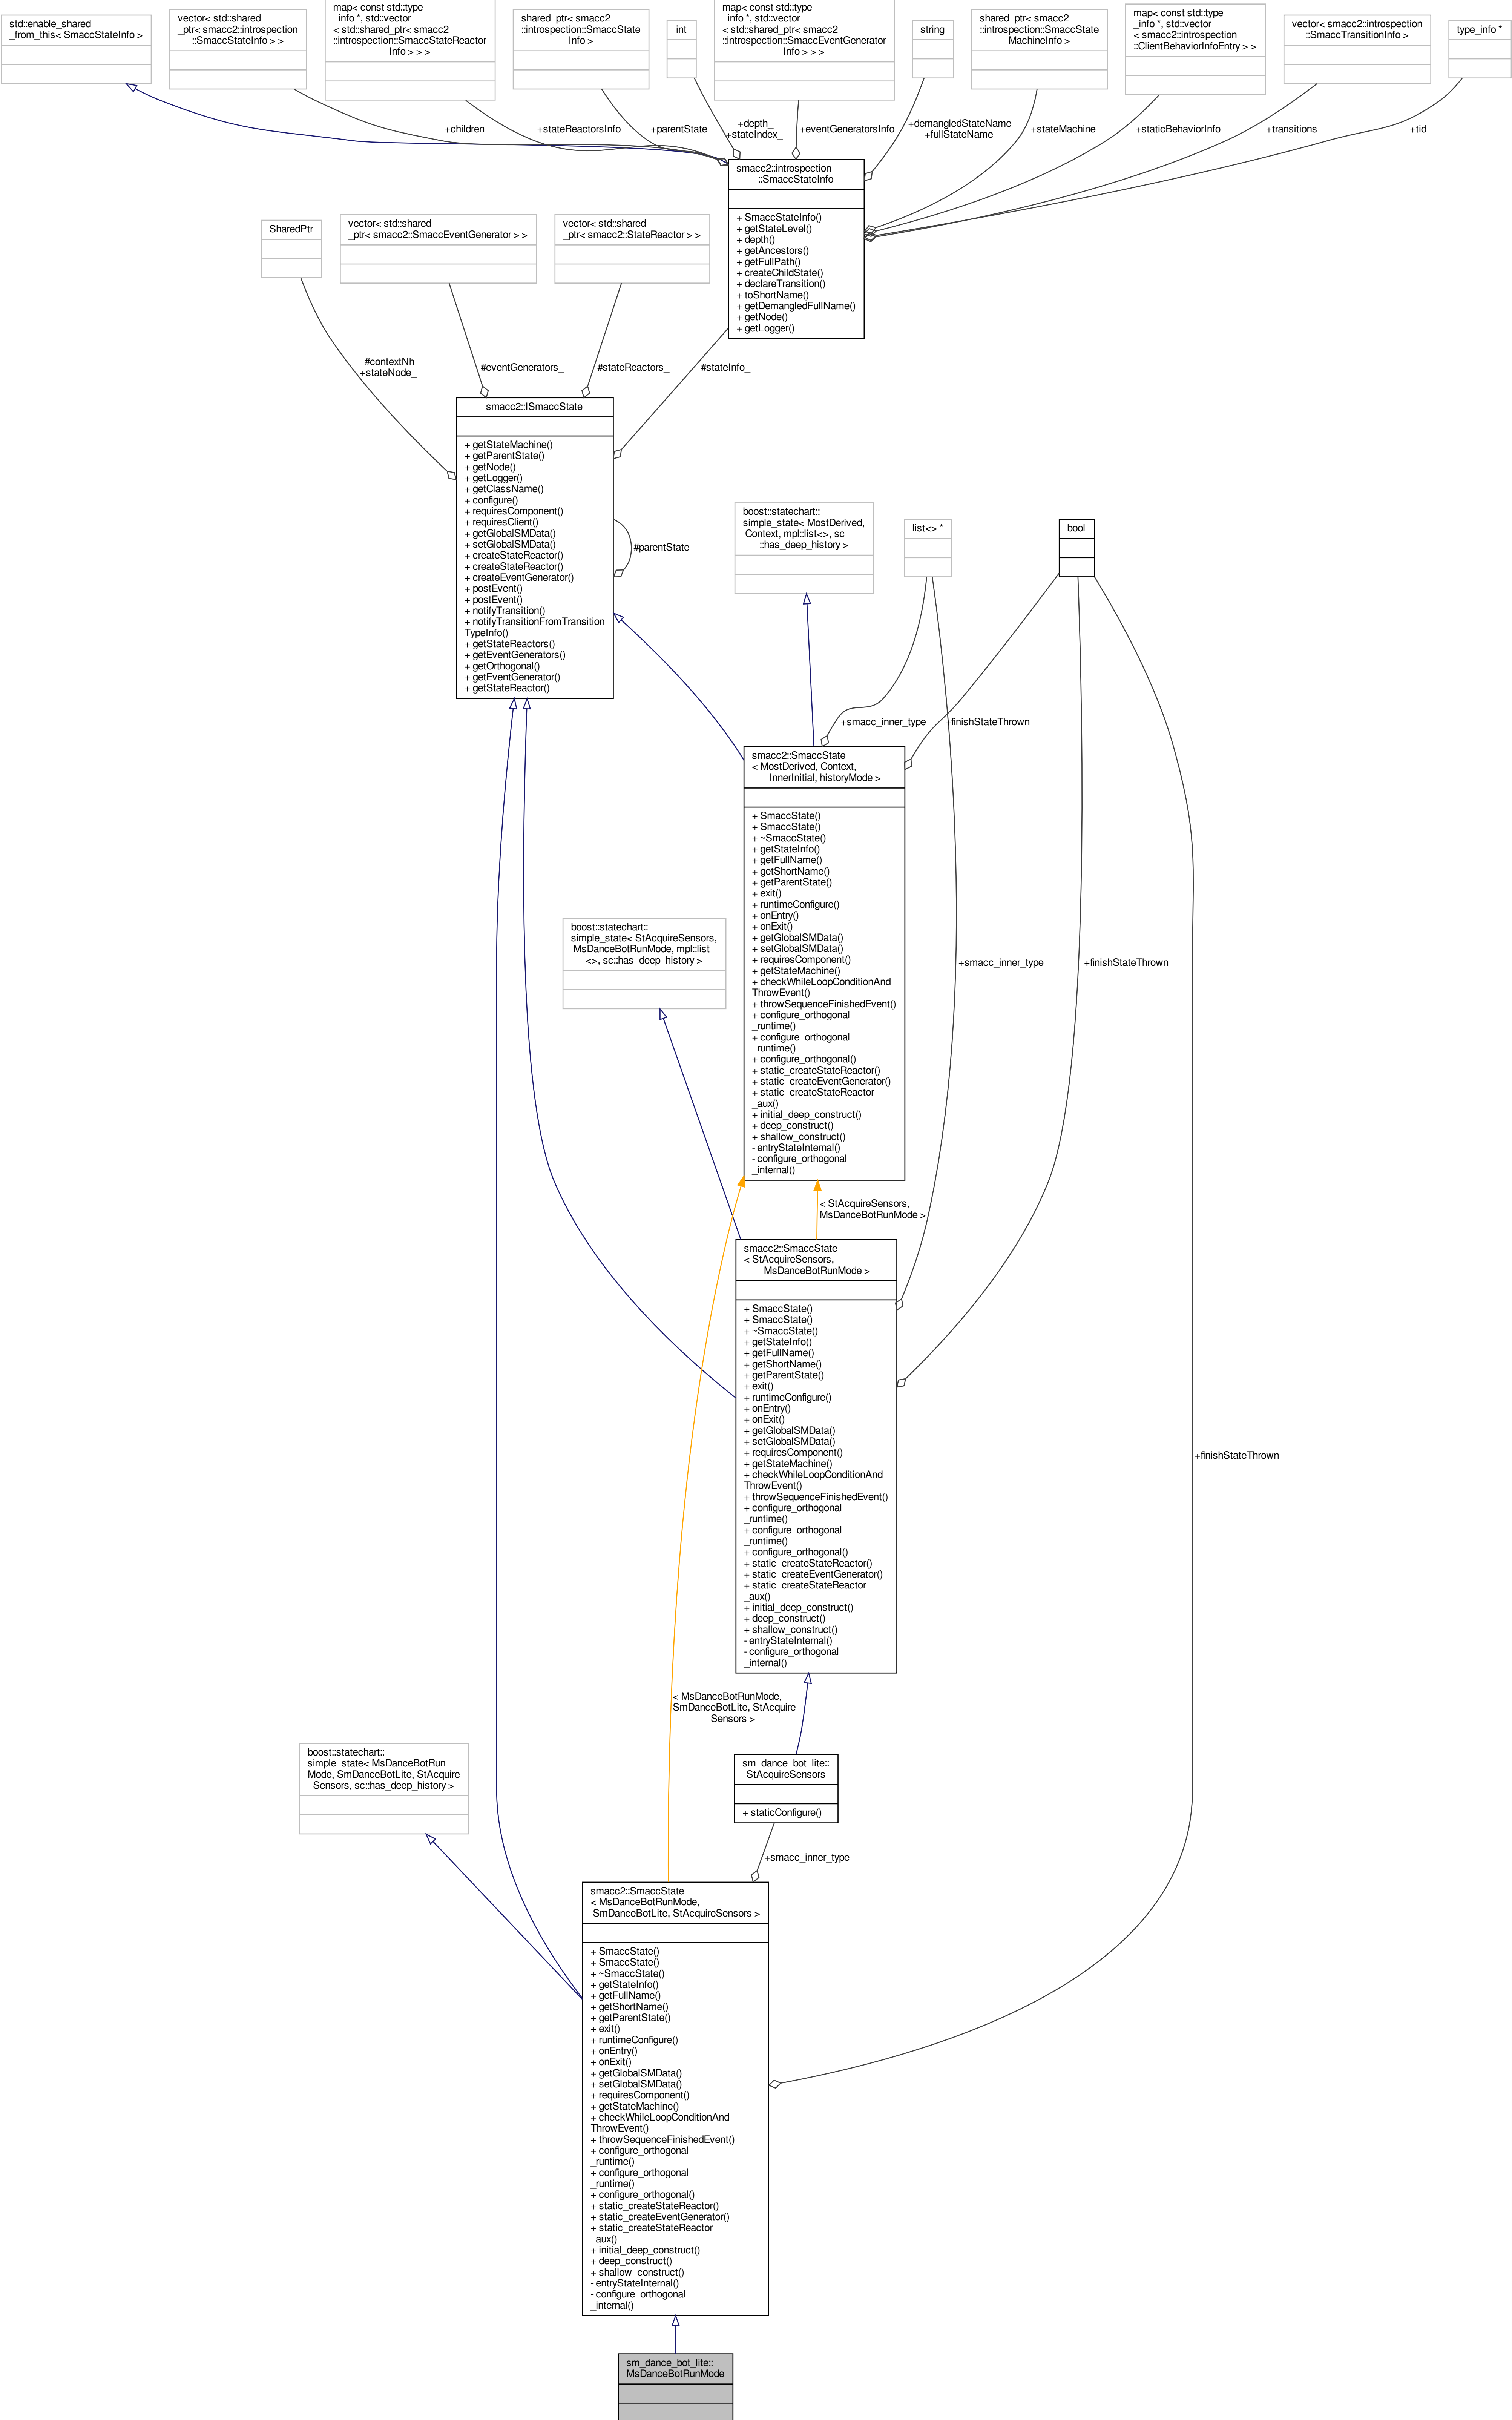 std::enable_shared
_from_this< SmaccStateInfo >
vector< std::shared
_ptr< smacc2::introspection
::SmaccStateInfo > >
map< const std::type
_info *, std::vector
< std::shared_ptr< smacc2
::introspection::SmaccStateReactor
Info > > >
shared_ptr< smacc2
::introspection::SmaccState
Info >
int
map< const std::type
_info *, std::vector
< std::shared_ptr< smacc2
::introspection::SmaccEventGenerator
Info > > >
string
shared_ptr< smacc2
::introspection::SmaccState
MachineInfo >
map< const std::type
_info *, std::vector
< smacc2::introspection
::ClientBehaviorInfoEntry > >
vector< smacc2::introspection
::SmaccTransitionInfo >
type_info *
+children_
+stateReactorsInfo
+parentState_
+depth_
+stateIndex_
+eventGeneratorsInfo
+demangledStateName
+fullStateName
+stateMachine_
+staticBehaviorInfo
+transitions_
+tid_
smacc2::introspection
::SmaccStateInfo
+ SmaccStateInfo()
+ getStateLevel()
+ depth()
+ getAncestors()
+ getFullPath()
+ createChildState()
+ declareTransition()
+ toShortName()
+ getDemangledFullName()
+ getNode()
+ getLogger()
SharedPtr
vector< std::shared
_ptr< smacc2::SmaccEventGenerator > >
vector< std::shared
_ptr< smacc2::StateReactor > >
#contextNh
+stateNode_
#eventGenerators_
#stateReactors_
#stateInfo_
smacc2::ISmaccState
+ getStateMachine()
+ getParentState()
+ getNode()
+ getLogger()
+ getClassName()
+ configure()
+ requiresComponent()
+ requiresClient()
+ getGlobalSMData()
+ setGlobalSMData()
+ createStateReactor()
+ createStateReactor()
+ createEventGenerator()
+ postEvent()
+ postEvent()
+ notifyTransition()
+ notifyTransitionFromTransition
TypeInfo()
+ getStateReactors()
+ getEventGenerators()
+ getOrthogonal()
+ getEventGenerator()
+ getStateReactor()
#parentState_
boost::statechart::
simple_state< MostDerived,
Context, mpl::list<>, sc
::has_deep_history >
list<> *
bool
+smacc_inner_type
+finishStateThrown
smacc2::SmaccState
< MostDerived, Context,
InnerInitial, historyMode >
+ SmaccState()
+ SmaccState()
+ ~SmaccState()
+ getStateInfo()
+ getFullName()
+ getShortName()
+ getParentState()
+ exit()
+ runtimeConfigure()
+ onEntry()
+ onExit()
+ getGlobalSMData()
+ setGlobalSMData()
+ requiresComponent()
+ getStateMachine()
+ checkWhileLoopConditionAnd
ThrowEvent()
+ throwSequenceFinishedEvent()
+ configure_orthogonal
_runtime()
+ configure_orthogonal
_runtime()
+ configure_orthogonal()
+ static_createStateReactor()
+ static_createEventGenerator()
+ static_createStateReactor
_aux()
+ initial_deep_construct()
+ deep_construct()
+ shallow_construct()
- entryStateInternal()
- configure_orthogonal
_internal()
boost::statechart::
simple_state< StAcquireSensors,
MsDanceBotRunMode, mpl::list
<>, sc::has_deep_history >
+smacc_inner_type
+finishStateThrown
< StAcquireSensors,
MsDanceBotRunMode >
smacc2::SmaccState
< StAcquireSensors,
MsDanceBotRunMode >
+ SmaccState()
+ SmaccState()
+ ~SmaccState()
+ getStateInfo()
+ getFullName()
+ getShortName()
+ getParentState()
+ exit()
+ runtimeConfigure()
+ onEntry()
+ onExit()
+ getGlobalSMData()
+ setGlobalSMData()
+ requiresComponent()
+ getStateMachine()
+ checkWhileLoopConditionAnd
ThrowEvent()
+ throwSequenceFinishedEvent()
+ configure_orthogonal
_runtime()
+ configure_orthogonal
_runtime()
+ configure_orthogonal()
+ static_createStateReactor()
+ static_createEventGenerator()
+ static_createStateReactor
_aux()
+ initial_deep_construct()
+ deep_construct()
+ shallow_construct()
- entryStateInternal()
- configure_orthogonal
_internal()
+finishStateThrown
< MsDanceBotRunMode,
SmDanceBotLite, StAcquire
Sensors >
boost::statechart::
simple_state< MsDanceBotRun
Mode, SmDanceBotLite, StAcquire
Sensors, sc::has_deep_history >
sm_dance_bot_lite::
StAcquireSensors
+ staticConfigure()
+smacc_inner_type
smacc2::SmaccState
< MsDanceBotRunMode,
SmDanceBotLite, StAcquireSensors >
+ SmaccState()
+ SmaccState()
+ ~SmaccState()
+ getStateInfo()
+ getFullName()
+ getShortName()
+ getParentState()
+ exit()
+ runtimeConfigure()
+ onEntry()
+ onExit()
+ getGlobalSMData()
+ setGlobalSMData()
+ requiresComponent()
+ getStateMachine()
+ checkWhileLoopConditionAnd
ThrowEvent()
+ throwSequenceFinishedEvent()
+ configure_orthogonal
_runtime()
+ configure_orthogonal
_runtime()
+ configure_orthogonal()
+ static_createStateReactor()
+ static_createEventGenerator()
+ static_createStateReactor
_aux()
+ initial_deep_construct()
+ deep_construct()
+ shallow_construct()
- entryStateInternal()
- configure_orthogonal
_internal()
sm_dance_bot_lite::
MsDanceBotRunMode